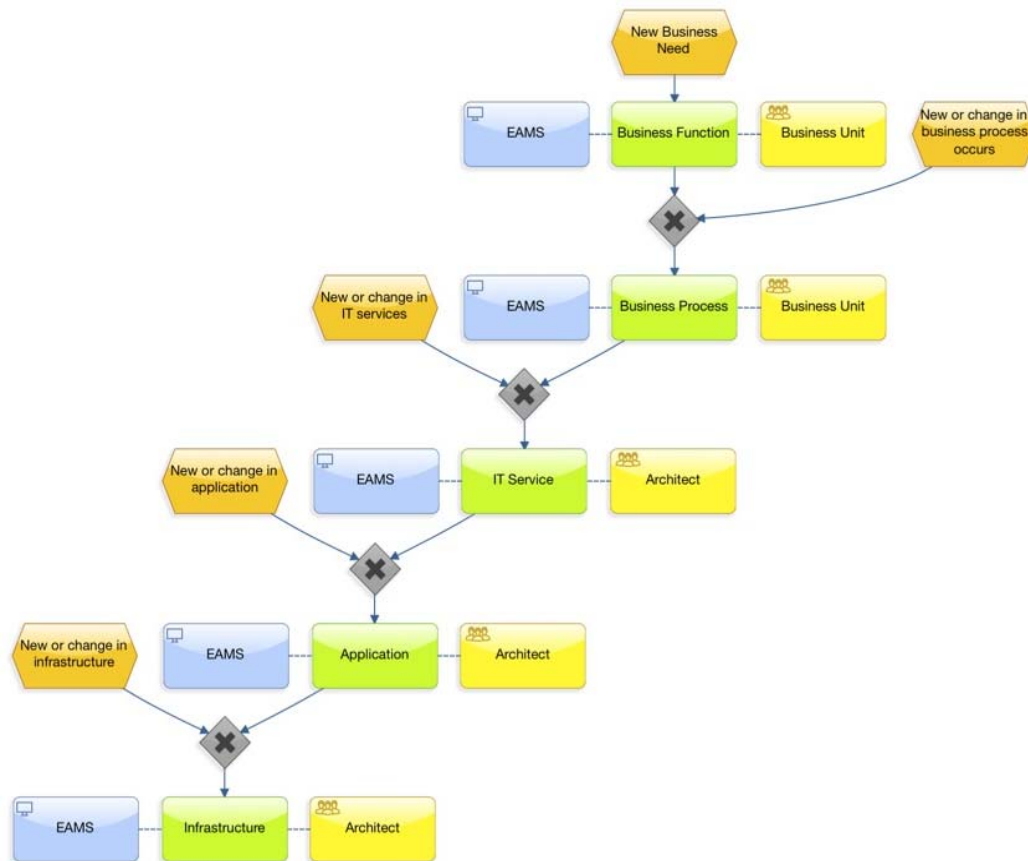 New Business
Need
EAMS
Business Function
Business Unit
New or change in
business process
occurs
New or change in
IT services
EAMS
Business Process
Business Unit
New or change in
application
EAMS
IT Service
Architect
New or change in
infrastructure
EAMS
Application
Architect
EAMS
Infrastructure
Architect